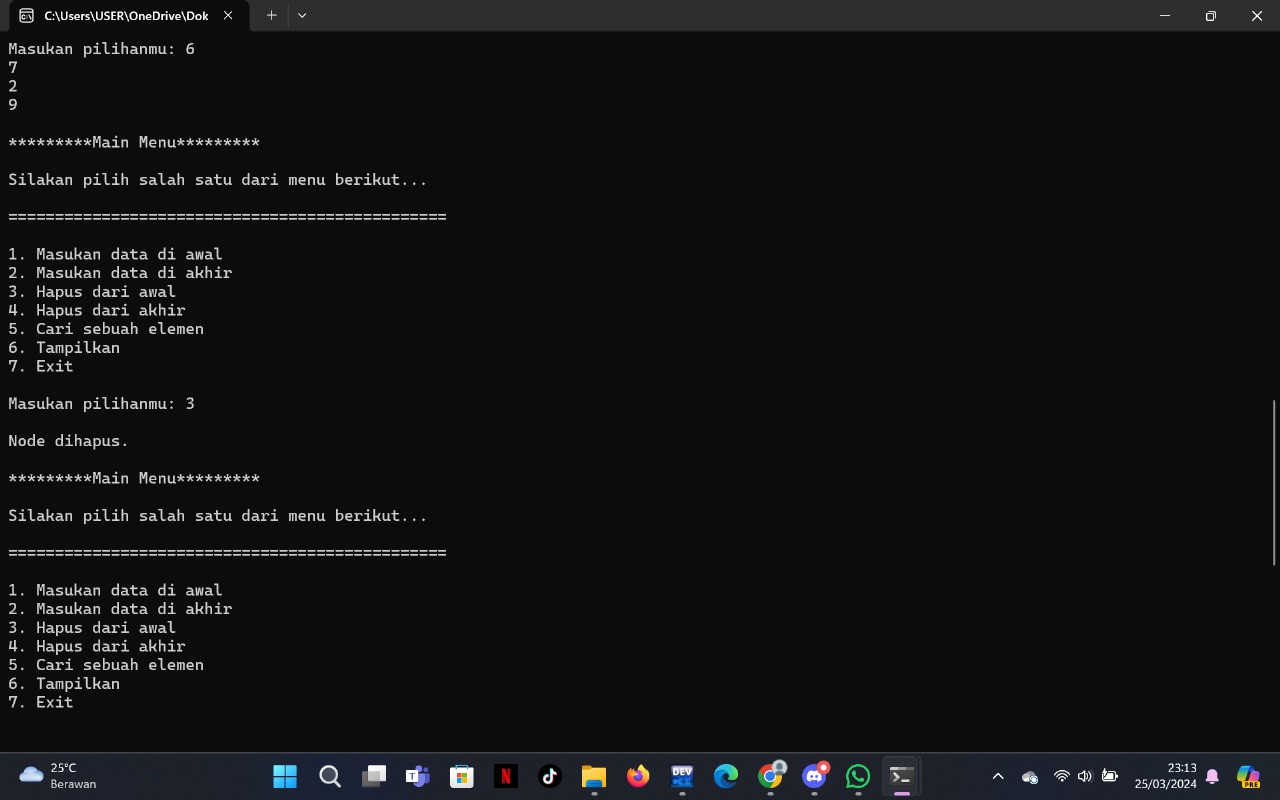 C:\Users\USER\OneDrive\Dok
Masukan pilihanmu: 6
7
2
9
*********Main Menu*********
Silakan pilih salah satu dari menu berikut...
===============================================
1. Masukan data di awal
2. Masukan data di akhir
3. Hapus dari awal
4. Hapus dari akhir
5. Cari sebuah elemen
6. Tampilkan
7. Exit
Masukan pilihanmu: 3
Node dihapus.
*********Main Menu*********
Silakan pilih salah satu dari menu berikut...
===============================================
1. Masukan data di awal
2. Masukan data di akhir
3. Hapus dari awal
4. Hapus dari akhir
5. Cari sebuah elemen
6. Tampilkan
7. Exit
25°C
Berawan
DEV
PRE
23:13
25/03/2024